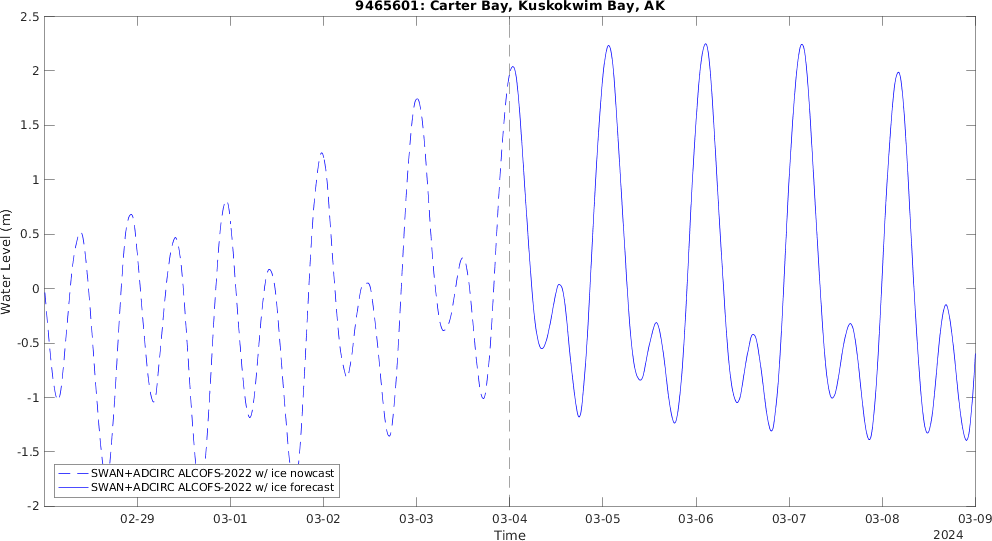 9465601: Carter Bay, Kuskokwim Bay, AK
2.5
2
1.5
1
0.5
0
-0.5
-1
-1.5
-2
Water Level (m)
SWAN+ADCIRC ALCOFS-2022 w/ ice nowcast
SWAN+ADCIRC ALCOFS-2022 w/ ice forecast
02-29 03-01 03-02 03-03 03-04 03-05 03-06 03-07 03-08 03-09
Time
2024